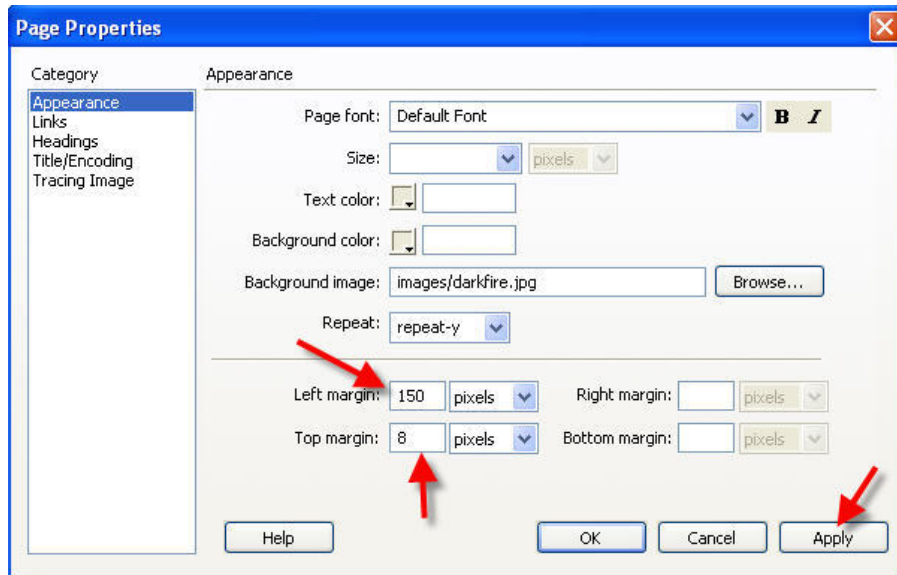 Page Properties
Category
Appearance
Links
Headings
Title/Encoding
Tracing Image
Appearance
Page font: Default Font B I
Size: pixels
Text color:
Background color:
Background image: images/darkfire.jpg Browse...
Repeat: repeat-y
Left margin: 150 pixels Right margin: pixels
Top margin: 8 pixels Bottom margin: pixels
Help OK Cancel Apply